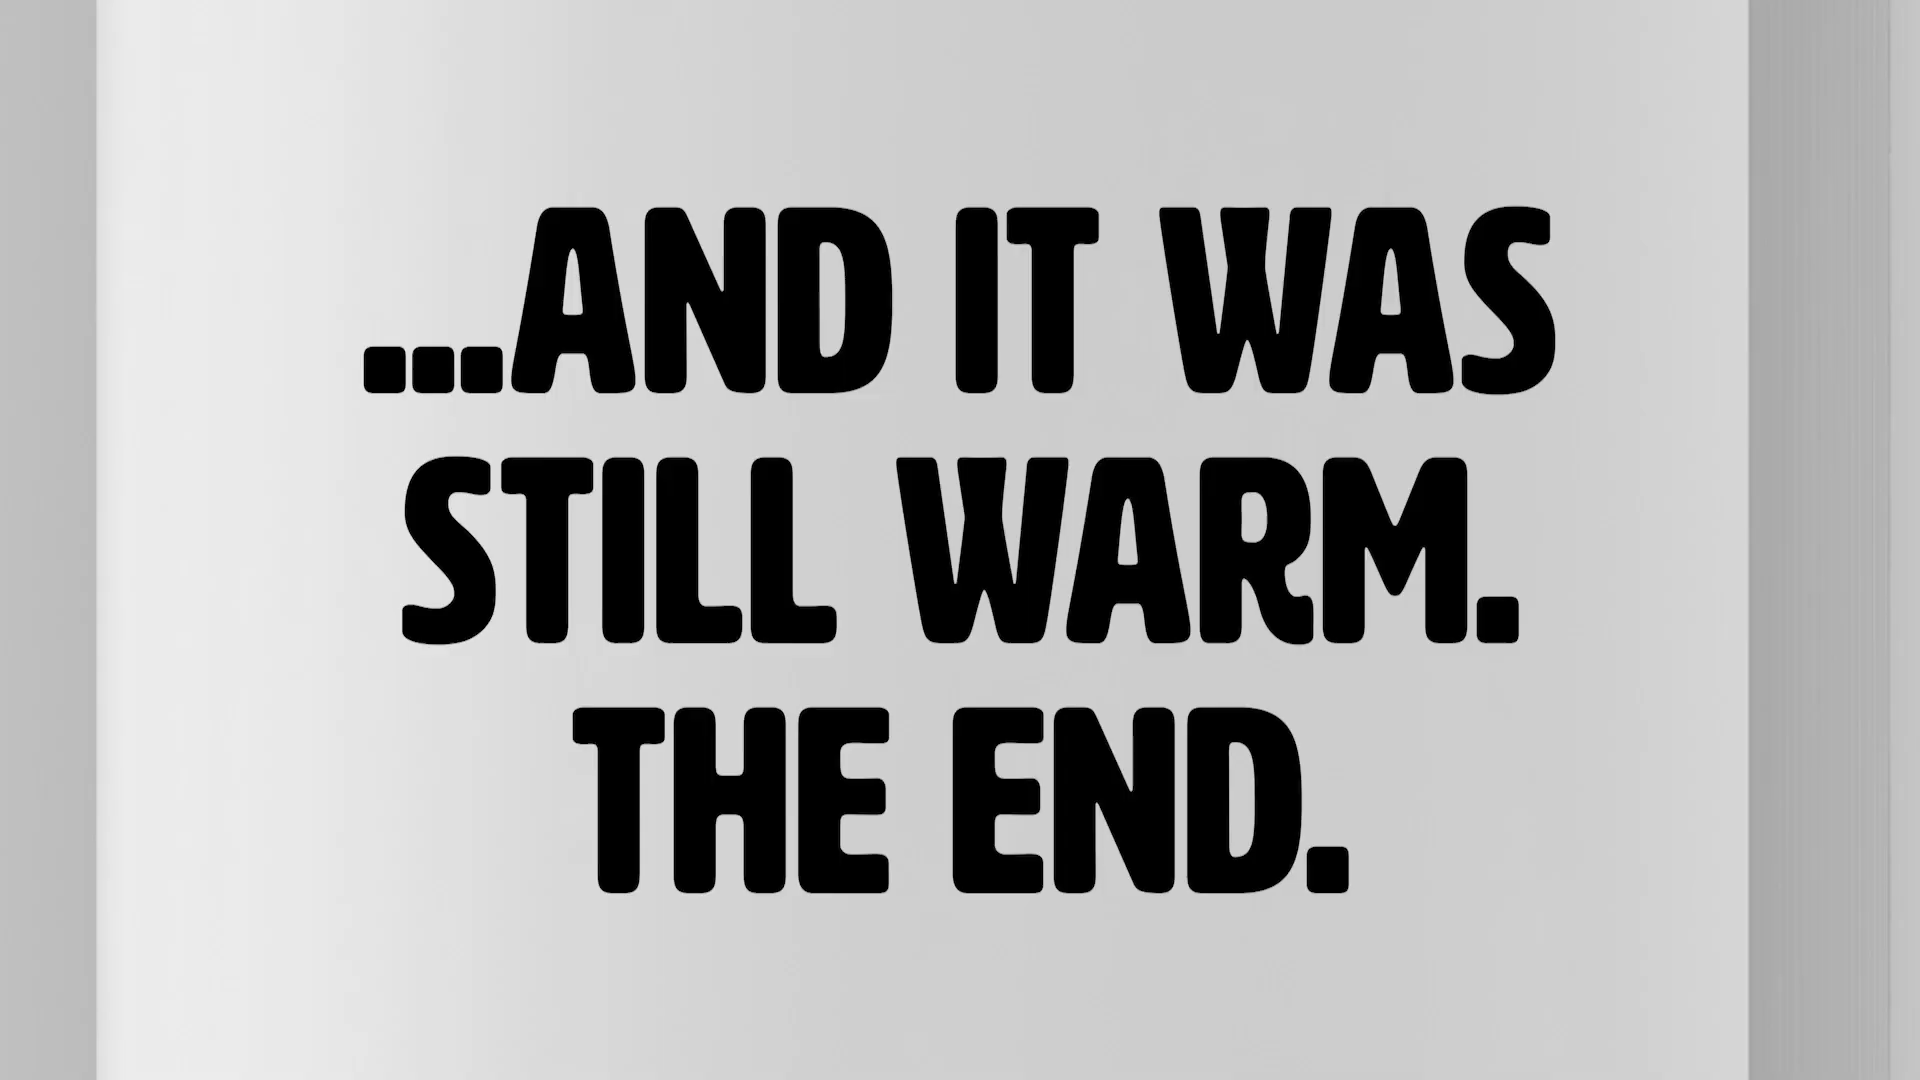 ...AND IT WAS
STILL WARM.
THE END.